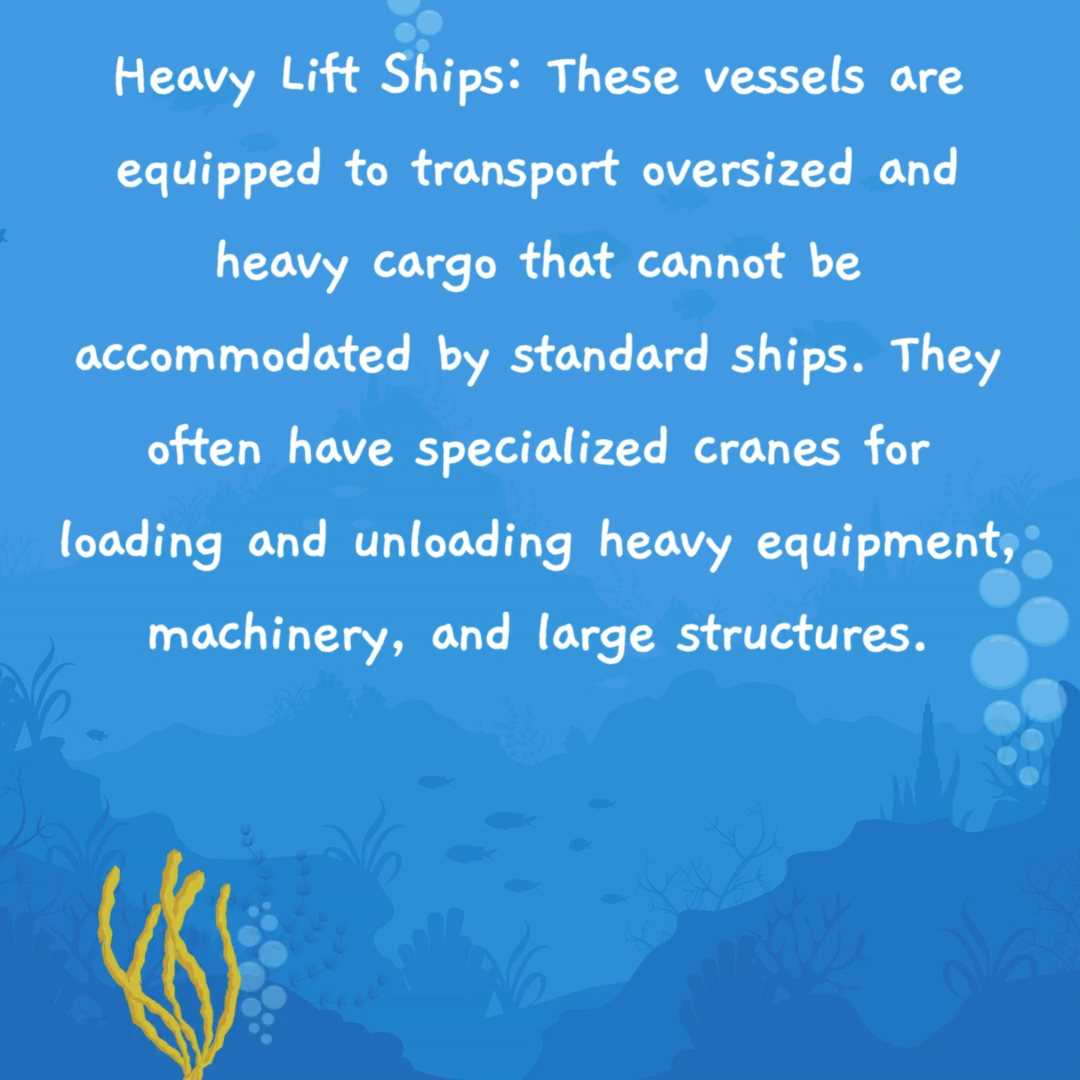 Heavy Lift Ships: These vessels are
equipped to transport oversized and
heavy cargo that cannot be
accommodated by standard ships. They
often have specialized cranes for
loading and unloading heavy equipment,
machinery, and large structures.